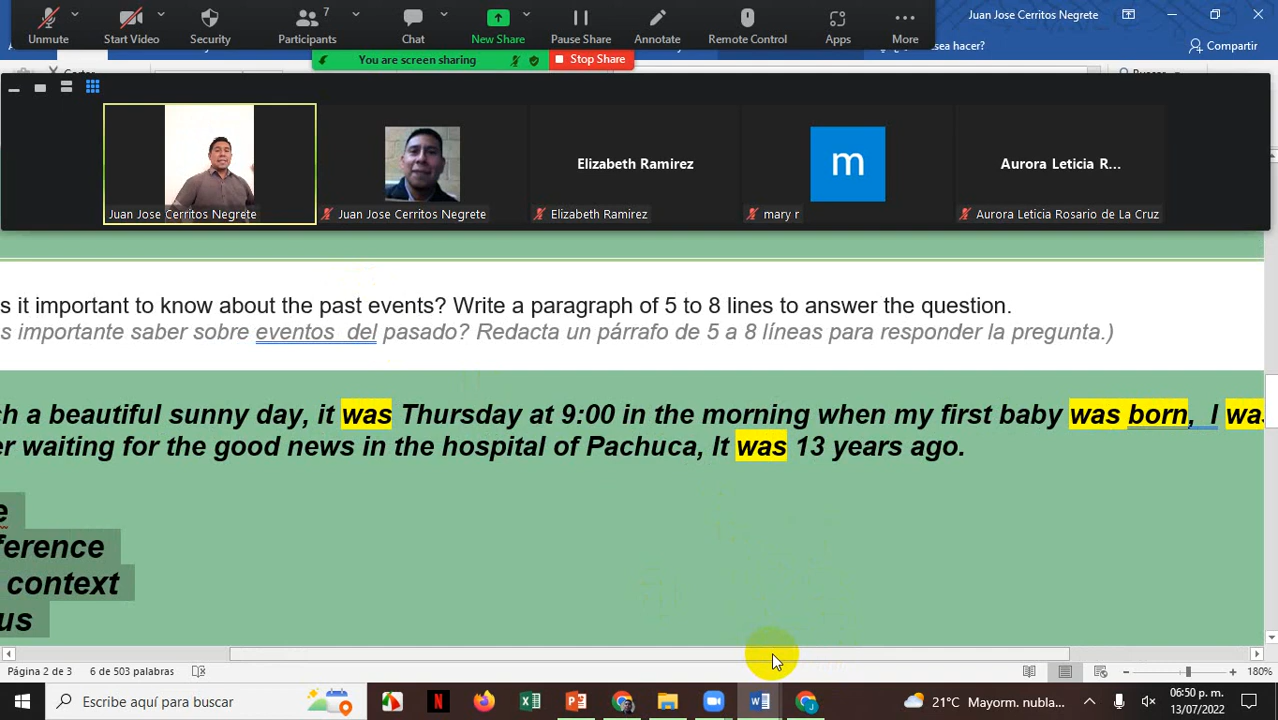 Juan Jose Cerritos Negrete
7
Unmute
Start Video
Security
Participants
Chat
New Share
Pause Share
Annotate
Remote Control
Apps
More
ea hacer?
Compartir
You are screen sharing
Stop Share
Elizabeth Ramirez
m
Aurora Leticia R...
Juan Jose Cerritos Negrete
Juan Jose Cerritos Negrete
Elizabeth Ramirez
mary r
Aurora Leticia Rosario de La Cruz
s it important to know about the past events? Write a paragraph of 5 to 8 lines to answer the question.
s importante saber sobre eventos del pasado? Redacta un párrafo de 5 a 8 líneas para responder la pregunta.)
ch a beautiful sunny day, it was Thursday at 9:00 in the morning when my first baby was born, I was
er waiting for the good news in the hospital of Pachuca, It was 13 years ago.
e
ference
context
us
Página 2 de 3
6 de 503 palabras
180%
Escribe aquí para buscar
21°C Mayorm. nubla...
06:50 p. m.
13/07/2022